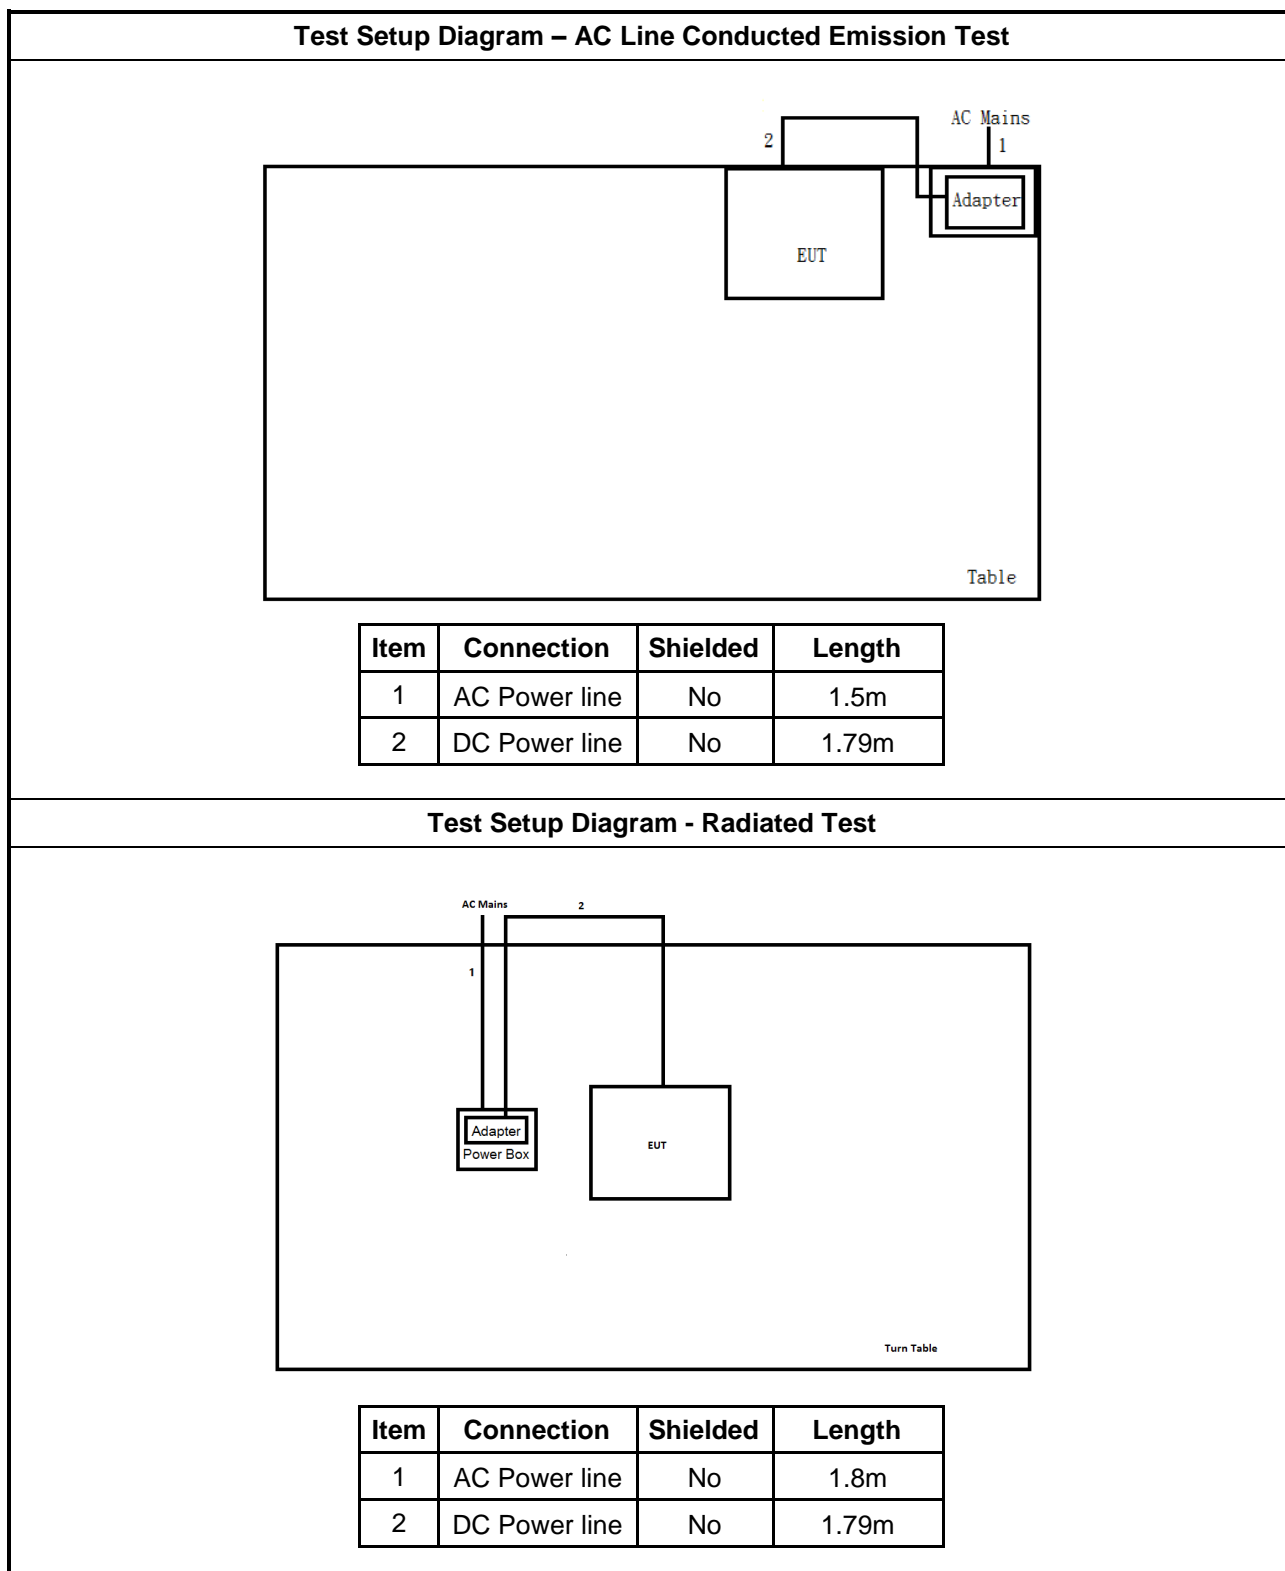 Test Setup Diagram – AC Line Conducted Emission Test
AC Mains
2
1
Adapter
EUT
Table
Item Connection Shielded Length
1 AC Power line No 1.5m
2 DC Power line No 1.79m
Test Setup Diagram - Radiated Test
AC Mains 2
1
Adapter
Power Box
EUT
Turn Table
Item Connection Shielded Length
1 AC Power line No 1.8m
2 DC Power line No 1.79m